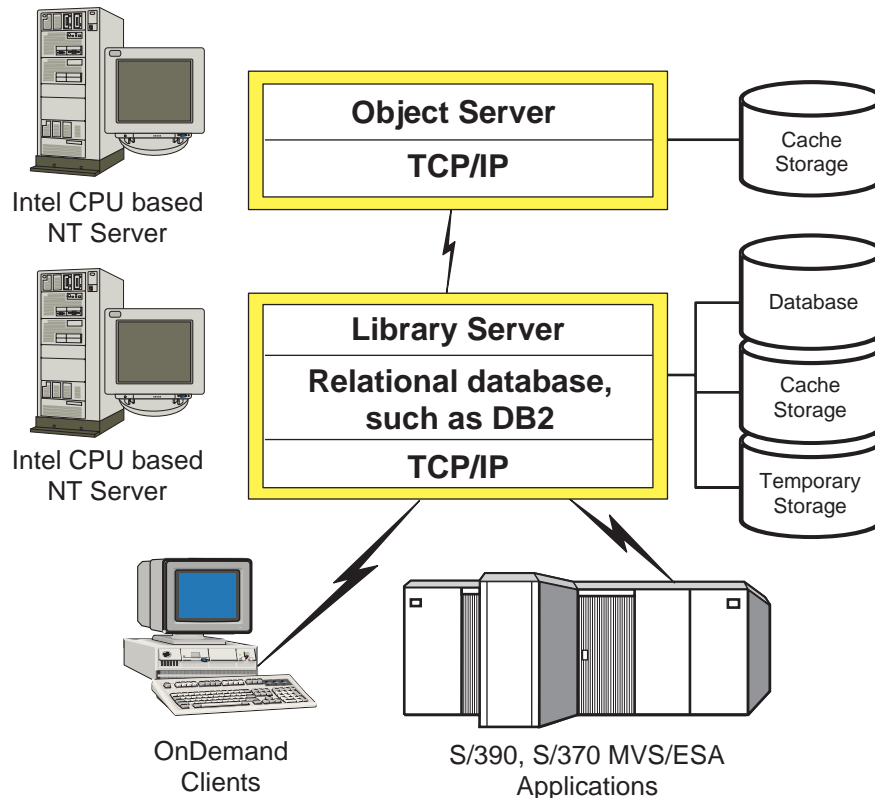 Object Server
TCP/IP
Cache
Storage
Intel CPU based
NT Server
Library Server
Relational database,
such as DB2
TCP/IP
Database
Cache
Storage
Temporary
Storage
Intel CPU based
NT Server
OnDemand
Clients
S/390, S/370 MVS/ESA
Applications